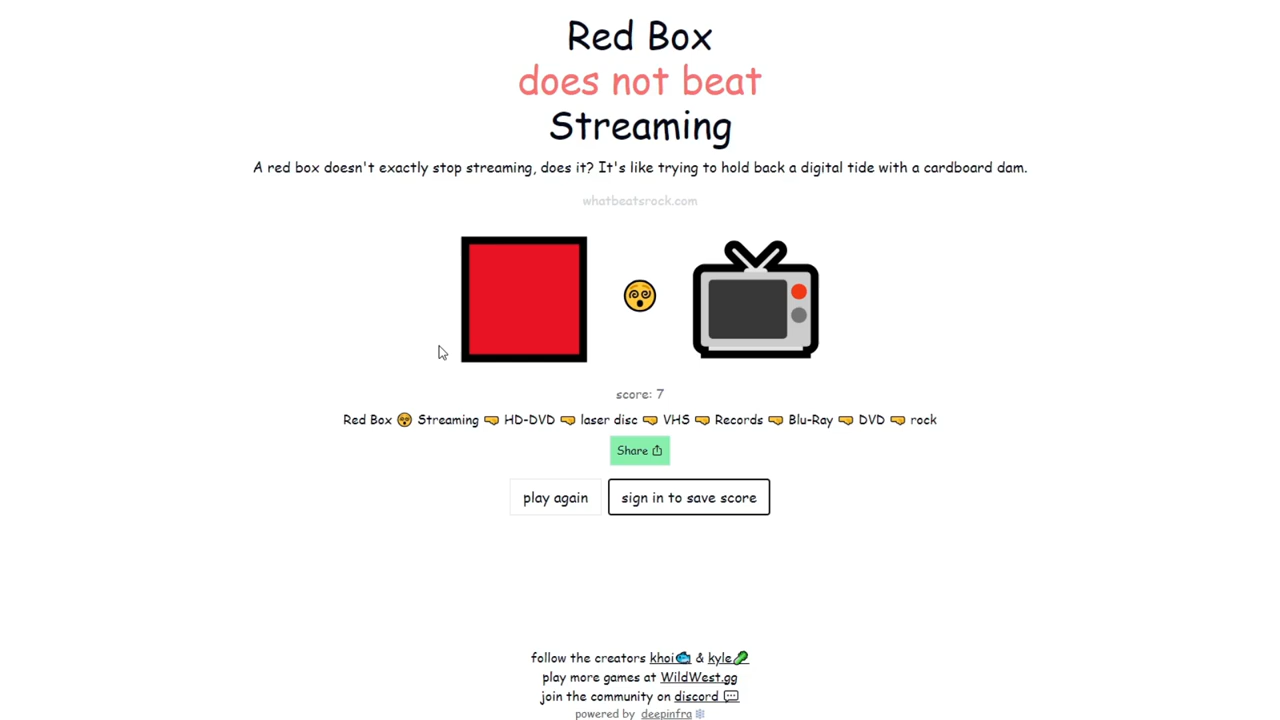 Red Box
does not beat
Streaming
A red box doesn't exactly stop streaming, does it? It's like trying to hold back a digital tide with a cardboard dam.
whatbeatsrock.com
score: 7
Red Box 😵‍💫 Streaming 🤜 HD-DVD 🤜 laser disc 🤜 VHS 🤜 Records 🤜 Blu-Ray 🤜 DVD 🤜 rock
Share
play again
sign in to save score
follow the creators khoi🐟 & kyle🥒
play more games at WildWest.gg
join the community on discord 💬
powered by deepinfra